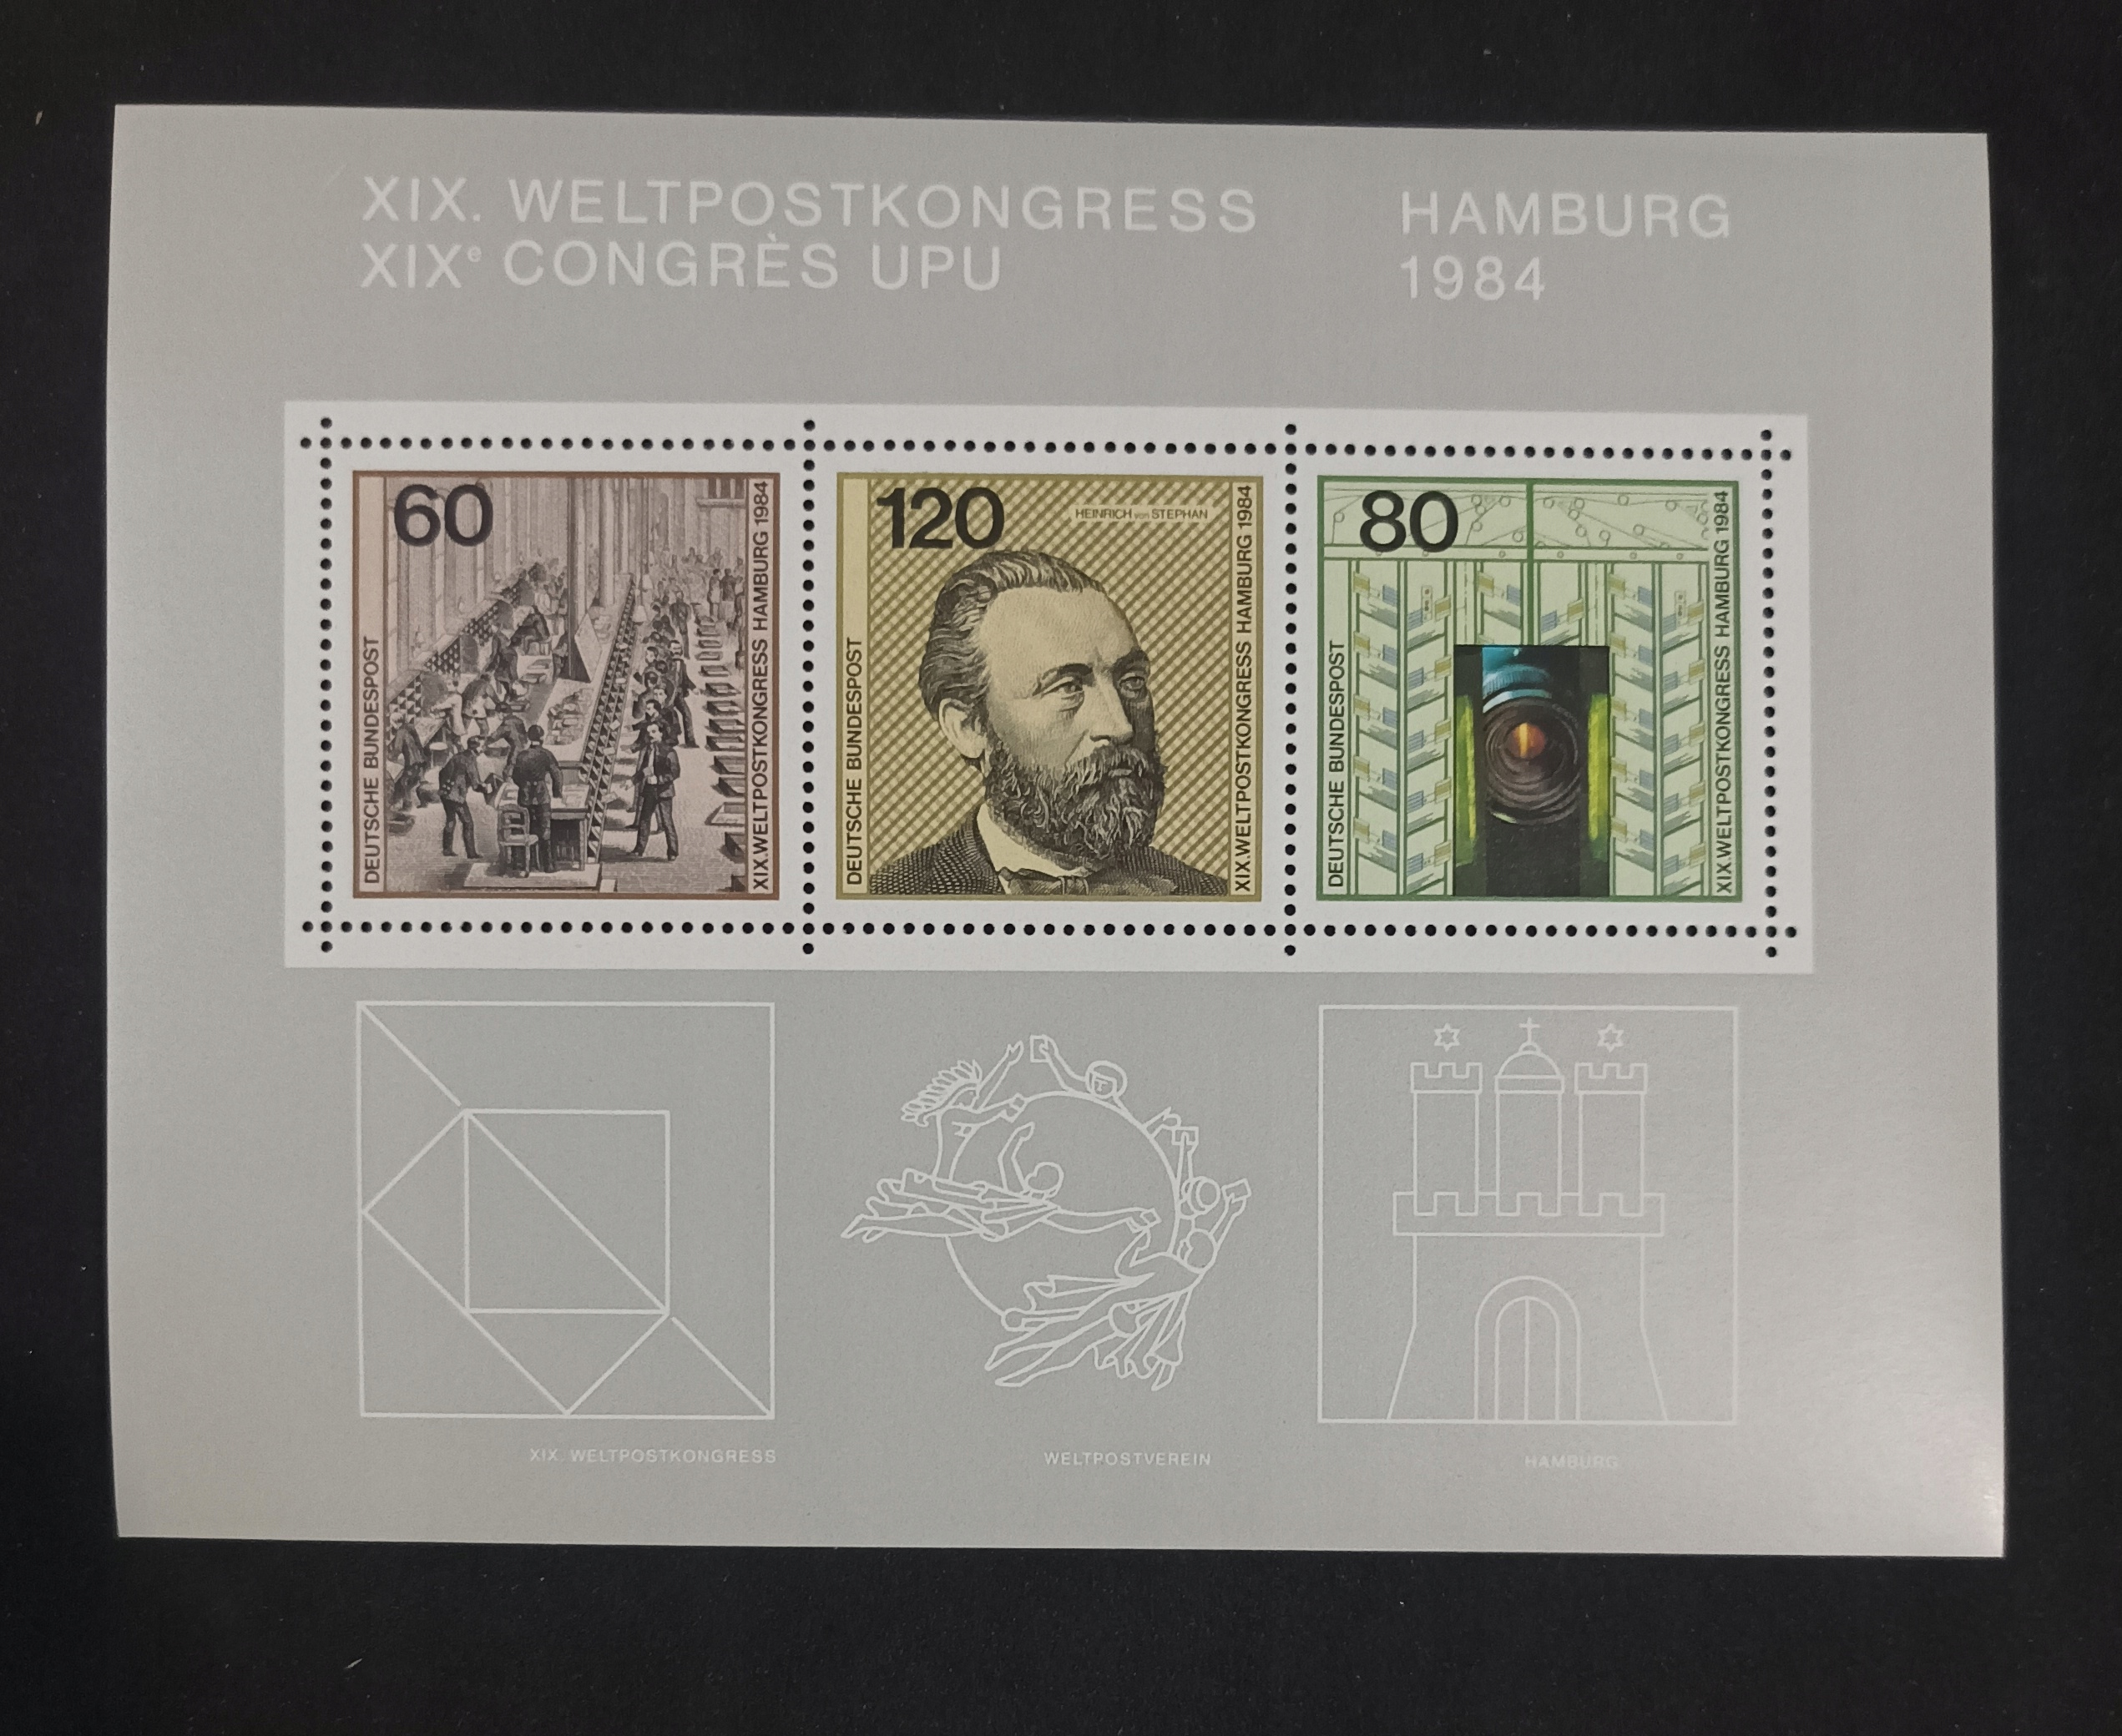 XIX. WELTPOSTKONGRESS
XIXᵉ CONGRÈS UPU
HAMBURG
1984
60
DEUTSCHE BUNDESPOST
XIX.WELTPOSTKONGRESS HAMBURG 1984
120
HEINRICH von STEPHAN
DEUTSCHE BUNDESPOST
XIX.WELTPOSTKONGRESS HAMBURG 1984
80
DEUTSCHE BUNDESPOST
XIX.WELTPOSTKONGRESS HAMBURG 1984
XIX. WELTPOSTKONGRESS
WELTPOSTVEREIN
HAMBURG